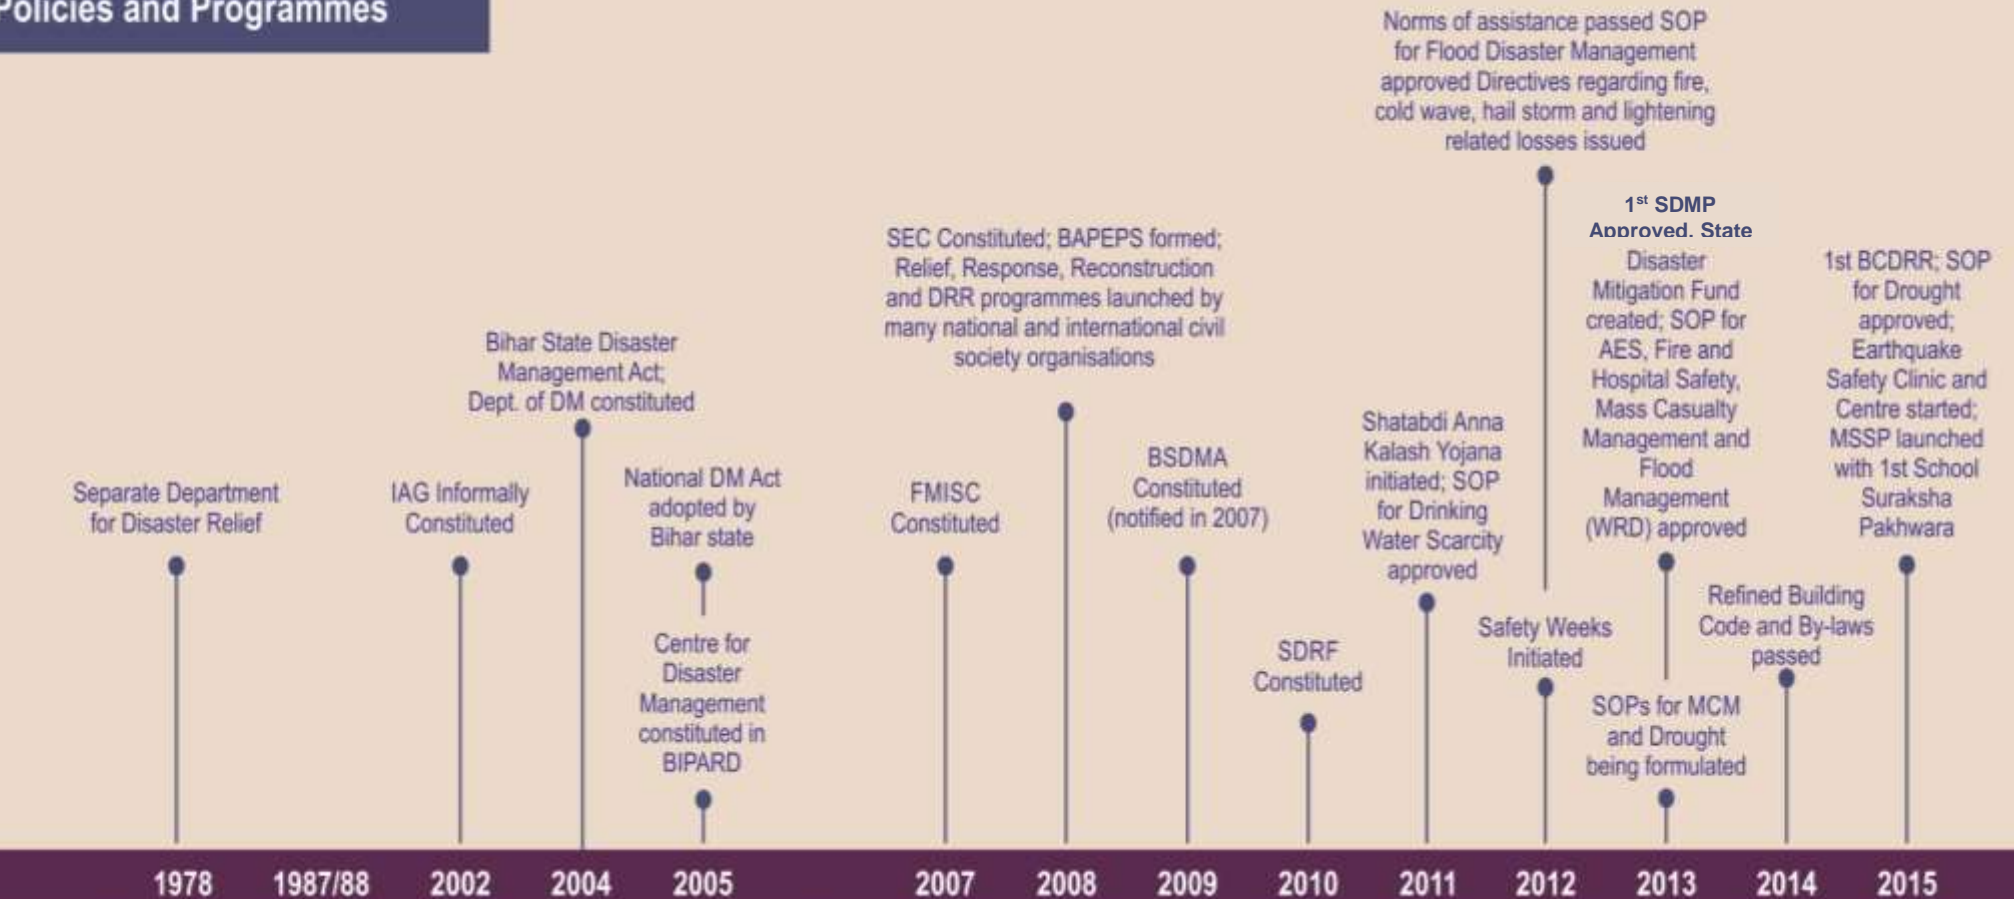 Policies and Programmes
Separate Department
for Disaster Relief
IAG Informally
Constituted
Bihar State Disaster
Management Act;
Dept. of DM constituted
National DM Act
adopted by
Bihar state
Centre for
Disaster
Management
constituted in
BIPARD
FMISC
Constituted
SEC Constituted; BAPEPS formed;
Relief, Response, Reconstruction
and DRR programmes launched by
many national and international civil
society organisations
BSDMA
Constituted
(notified in 2007)
SDRF
Constituted
Shatabdi Anna
Kalash Yojana
initiated; SOP
for Drinking
Water Scarcity
approved
Norms of assistance passed SOP
for Flood Disaster Management
approved Directives regarding fire,
cold wave, hail storm and lightening
related losses issued
Safety Weeks
Initiated
1st SDMP
Approved, State
Disaster
Mitigation Fund
created; SOP for
AES, Fire and
Hospital Safety,
Mass Casualty
Management and
Flood
Management
(WRD) approved
SOPs for MCM
and Drought
being formulated
Refined Building
Code and By-laws
passed
1st BCDRR; SOP
for Drought
approved;
Earthquake
Safety Clinic and
Centre started;
MSSP launched
with 1st School
Suraksha
Pakhwara
1978 1987/88 2002 2004 2005 2007 2008 2009 2010 2011 2012 2013 2014 2015